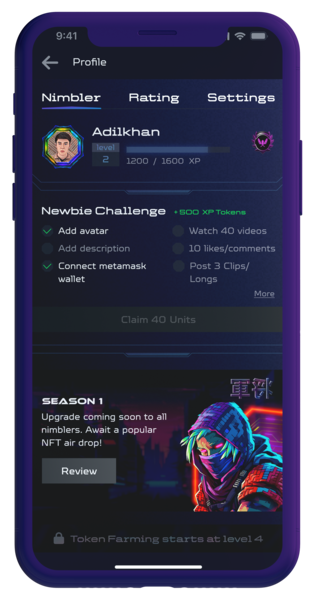 9:41
Profile
Nimbler Rating Settings
Adilkhan
level
2
1200 / 1600 XP
Newbie Challenge +500 XP Tokens
Add avatar
Watch 40 videos
Add description
10 likes/comments
Connect metamask
wallet
Post 3 Clips/
Longs
More
Claim 40 Units
SEASON 1
Upgrade coming soon to all
nimblers. Await a popular
NFT air drop!
Review
Token Farming starts at level 4